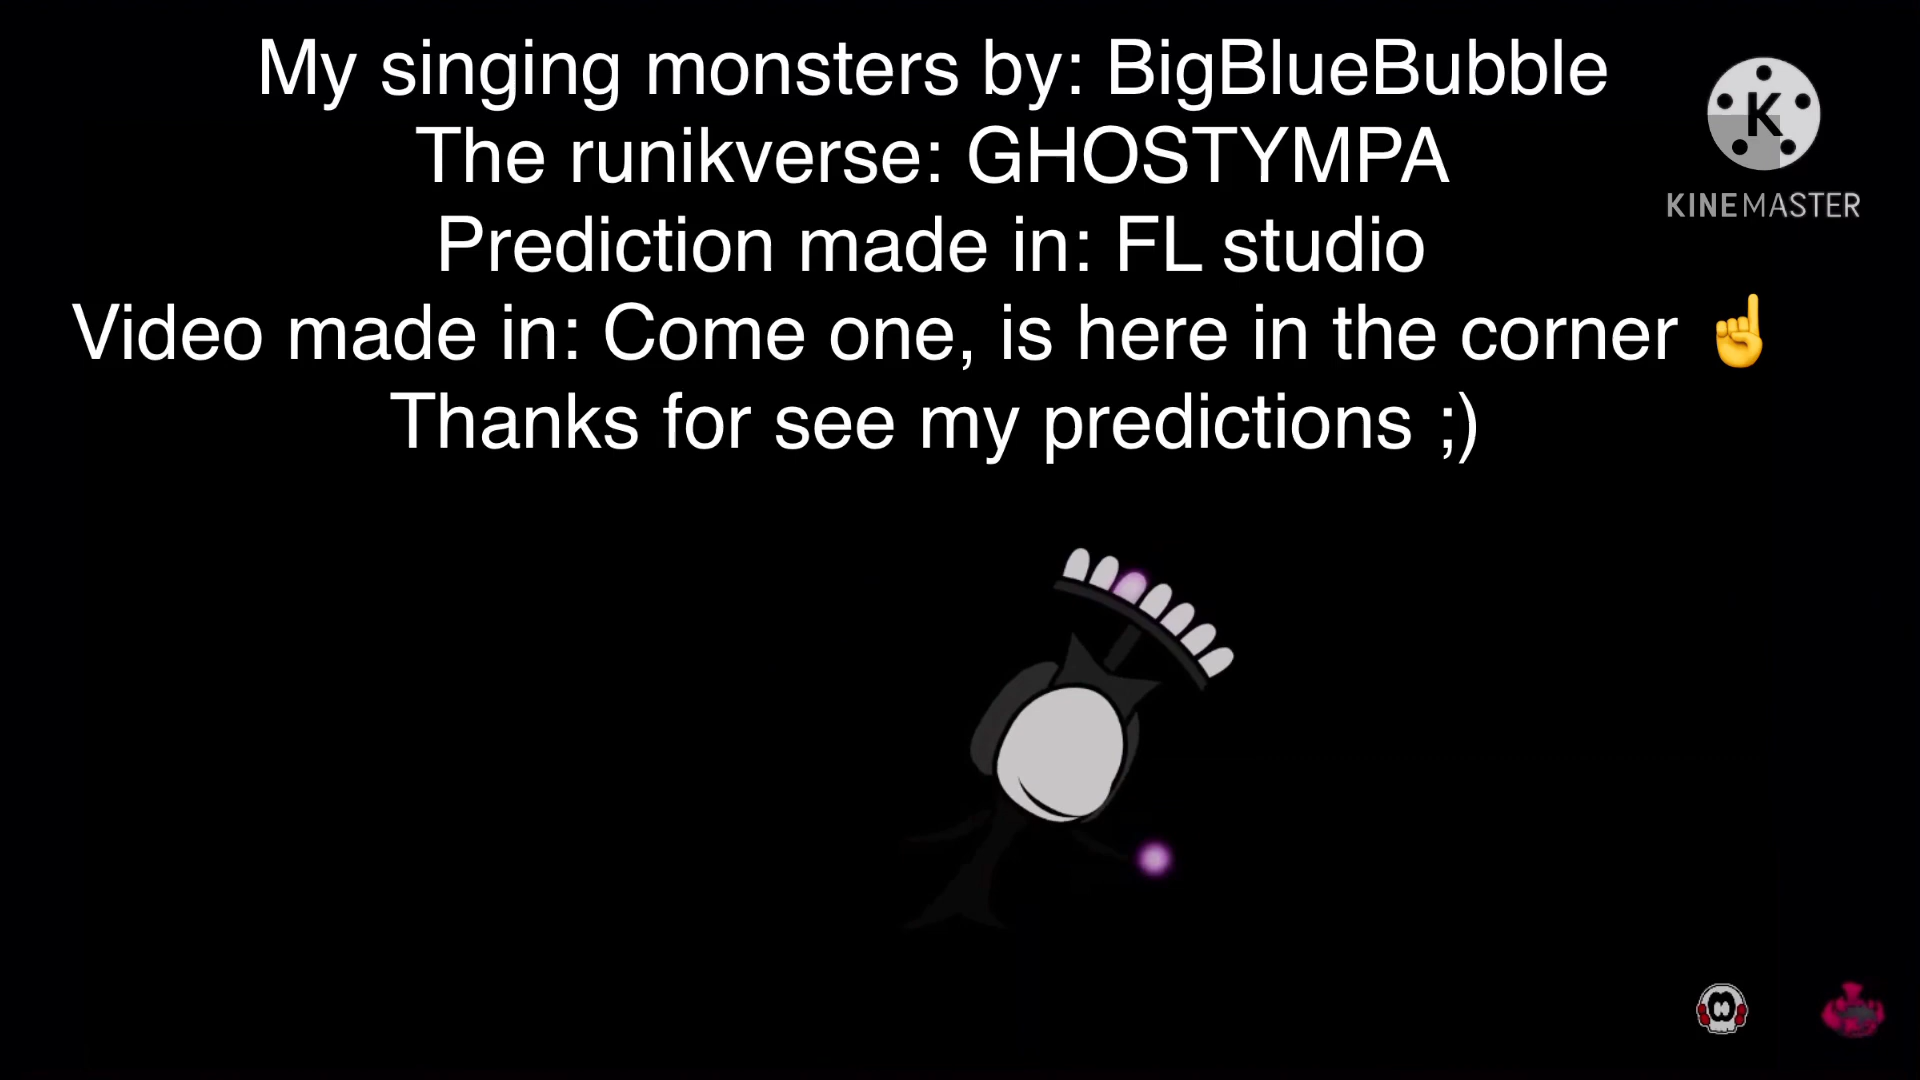 My singing monsters by: BigBlueBubble
The runikverse: GHOSTYMPA
Prediction made in: FL studio
Video made in: Come one, is here in the corner ☝️
Thanks for see my predictions ;)
K
KINEMASTER